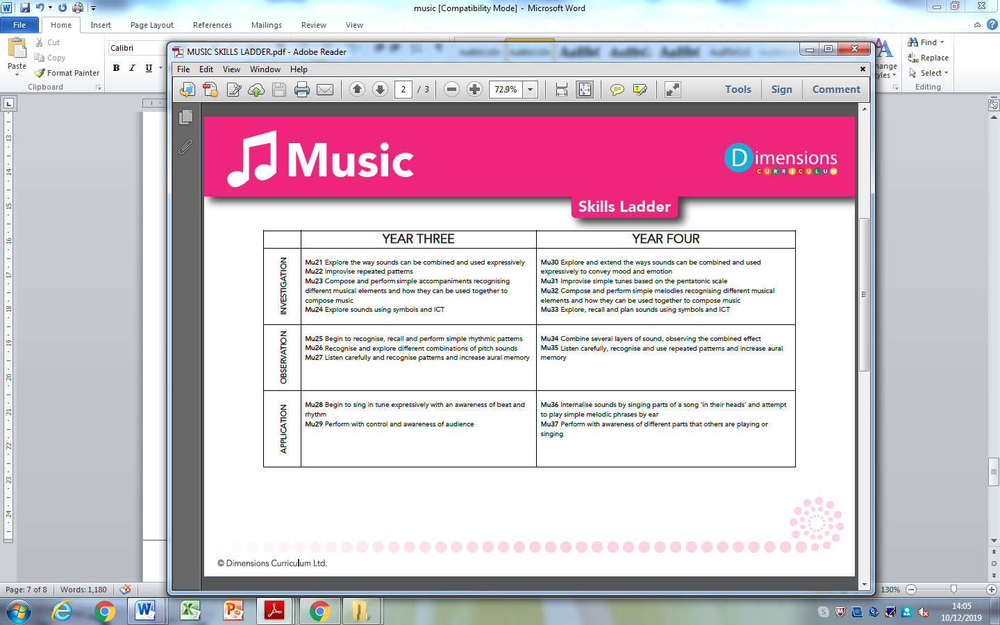 music [Compatibility Mode] - Microsoft Word
File Home Insert Page Layout References Mailings Review View
Paste
Cut
Copy
Format Painter
Clipboard
Calibri
B I U
Find
Replace
Select
Editing
MUSIC SKILLS LADDER.pdf - Adobe Reader
File Edit View Window Help
2 / 3
72.9%
Tools Sign Comment
Music
Dimensions
CURRICULUM
Skills Ladder
YEAR THREE
YEAR FOUR
INVESTIGATION
Mu21 Explore the way sounds can be combined and used expressively
Mu22 Improvise repeated patterns
Mu23 Compose and perform simple accompaniments recognising
different musical elements and how they can be used together to
compose music
Mu24 Explore sounds using symbols and ICT
Mu30 Explore and extend the ways sounds can be combined and used
expressively to convey mood and emotion
Mu31 Improvise simple tunes based on the pentatonic scale
Mu32 Compose and perform simple melodies recognising different musical
elements and how they can be used together to compose music
Mu33 Explore, recall and plan sounds using symbols and ICT
OBSERVATION
Mu25 Begin to recognise, recall and perform simple rhythmic patterns
Mu26 Recognise and explore different combinations of pitch sounds
Mu27 Listen carefully and recognise patterns and increase aural memory
Mu34 Combine several layers of sound, observing the combined effect
Mu35 Listen carefully, recognise and use repeated patterns and increase aural
memory
APPLICATION
Mu28 Begin to sing in tune expressively with an awareness of beat and
rhythm
Mu29 Perform with control and awareness of audience
Mu36 Internalise sounds by singing parts of a song ‘in their heads’ and attempt
to play simple melodic phrases by ear
Mu37 Perform with awareness of different parts that others are playing or
singing
© Dimensions Curriculum Ltd.
13
14
15
16
17
18
19
20
21
22
23
24
Page: 7 of 8 Words: 1,180
130%
14:05
10/12/2019